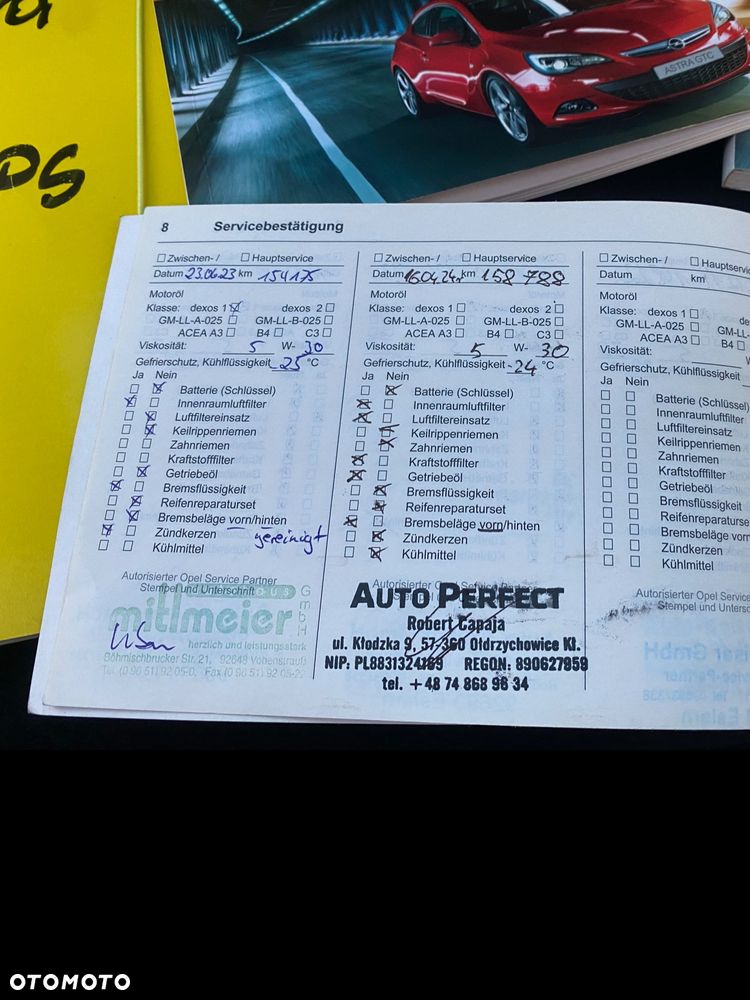 ASTRA GTC
8 Servicebestätigung
Zwischen- / Hauptservice
Datum 23.06.23 km 154175
Motoröl
Klasse: dexos 1 dexos 2
GM-LL-A-025 GM-LL-B-025
ACEA A3 B4 C3
Viskosität: 5 W- 30
Gefrierschutz, Kühlflüssigkeit -25 °C
Ja Nein
Batterie (Schlüssel)
Innenraumluftfilter
Luftfiltereinsatz
Keilrippenriemen
Zahnriemen
Kraftstofffilter
Getriebeöl
Bremsflüssigkeit
Reifenreparaturset
Bremsbeläge vorn/hinten
Zündkerzen gereinigt
Kühlmittel
Autorisierter Opel Service Partner
Stempel und Unterschrift
mitlmeier GmbH
herzlich und leistungsstark
Böhmischbrucker Str. 21, 92648 Vohenstrauß
Zwischen- / Hauptservice
Datum 16.04.24r km 158 788
Motoröl
Klasse: dexos 1 dexos 2
GM-LL-A-025 GM-LL-B-025
ACEA A3 B4 C3
Viskosität: 5 W- 30
Gefrierschutz, Kühlflüssigkeit -24 °C
Ja Nein
Batterie (Schlüssel)
Innenraumluftfilter
Luftfiltereinsatz
Keilrippenriemen
Zahnriemen
Kraftstofffilter
Getriebeöl
Bremsflüssigkeit
Reifenreparaturset
Bremsbeläge vorn/hinten
Zündkerzen
Kühlmittel
AUTO PERFECT
Robert Capaja
ul. Kłodzka 9, 57-360 Ołdrzychowice Kł.
NIP: PL8831324169 REGON: 890627959
tel. +48 74 868 96 34
Zwischen- / Hauptservice
Datum km
Motoröl
Klasse: dexos 1
GM-LL-A-025 GM-LL-
ACEA A3 B4
Viskosität: W-
Gefrierschutz, Kühlflüssigkeit
Ja Nein
Batterie (Schlüssel)
Innenraumluftfilter
Luftfiltereinsatz
Keilrippenriemen
Zahnriemen
Kraftstofffilter
Getriebeöl
Bremsflüssigkeit
Reifenreparaturse
Bremsbeläge vorn
Zündkerzen
Kühlmittel
Autorisierter Opel Service
Stempel und Unters
OTOMOTO